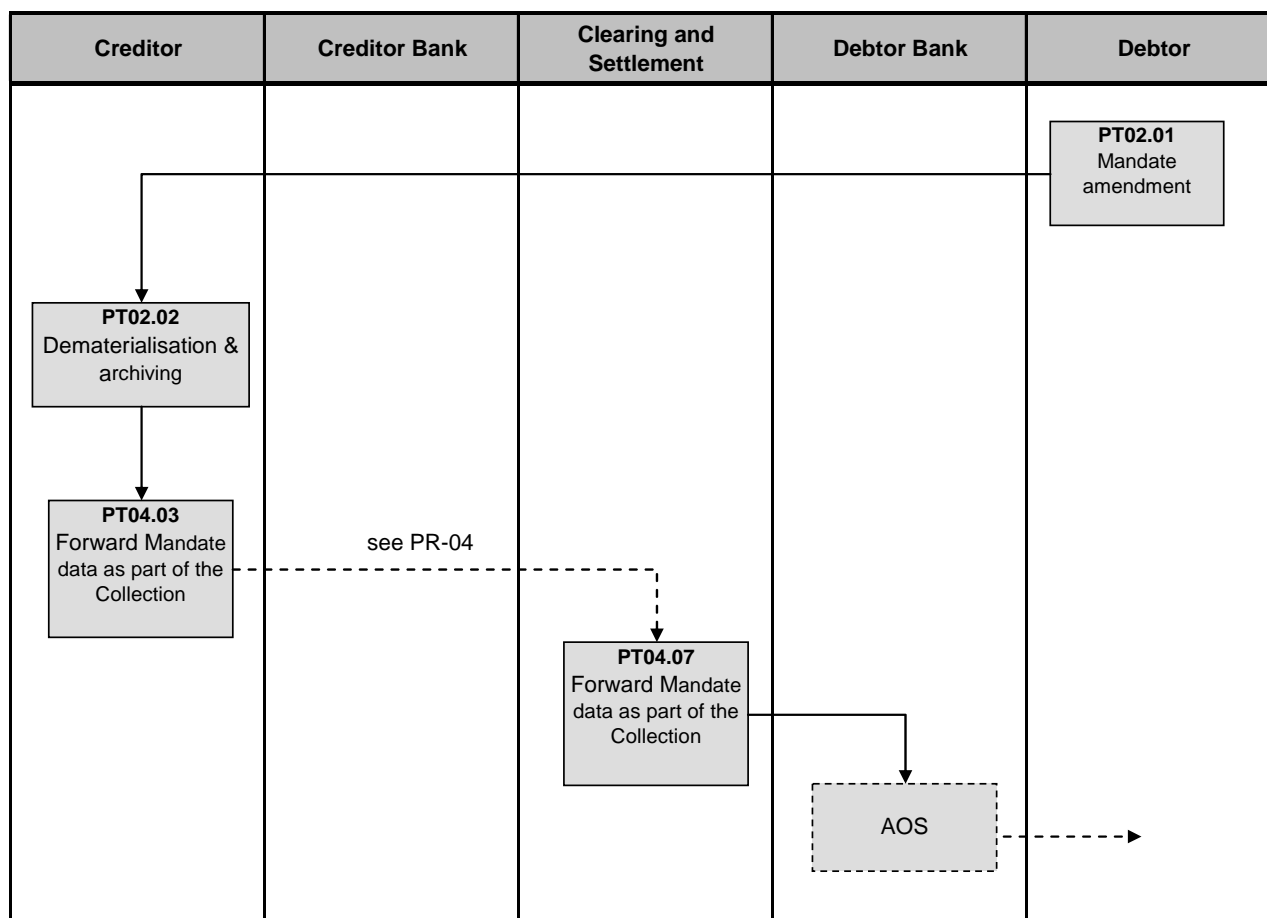 Creditor
Creditor Bank
Clearing and
Settlement
Debtor Bank
Debtor
PT02.01
Mandate
amendment
PT02.02
Dematerialisation &
archiving
PT04.03
Forward Mandate
data as part of the
Collection
see PR-04
PT04.07
Forward Mandate
data as part of the
Collection
AOS